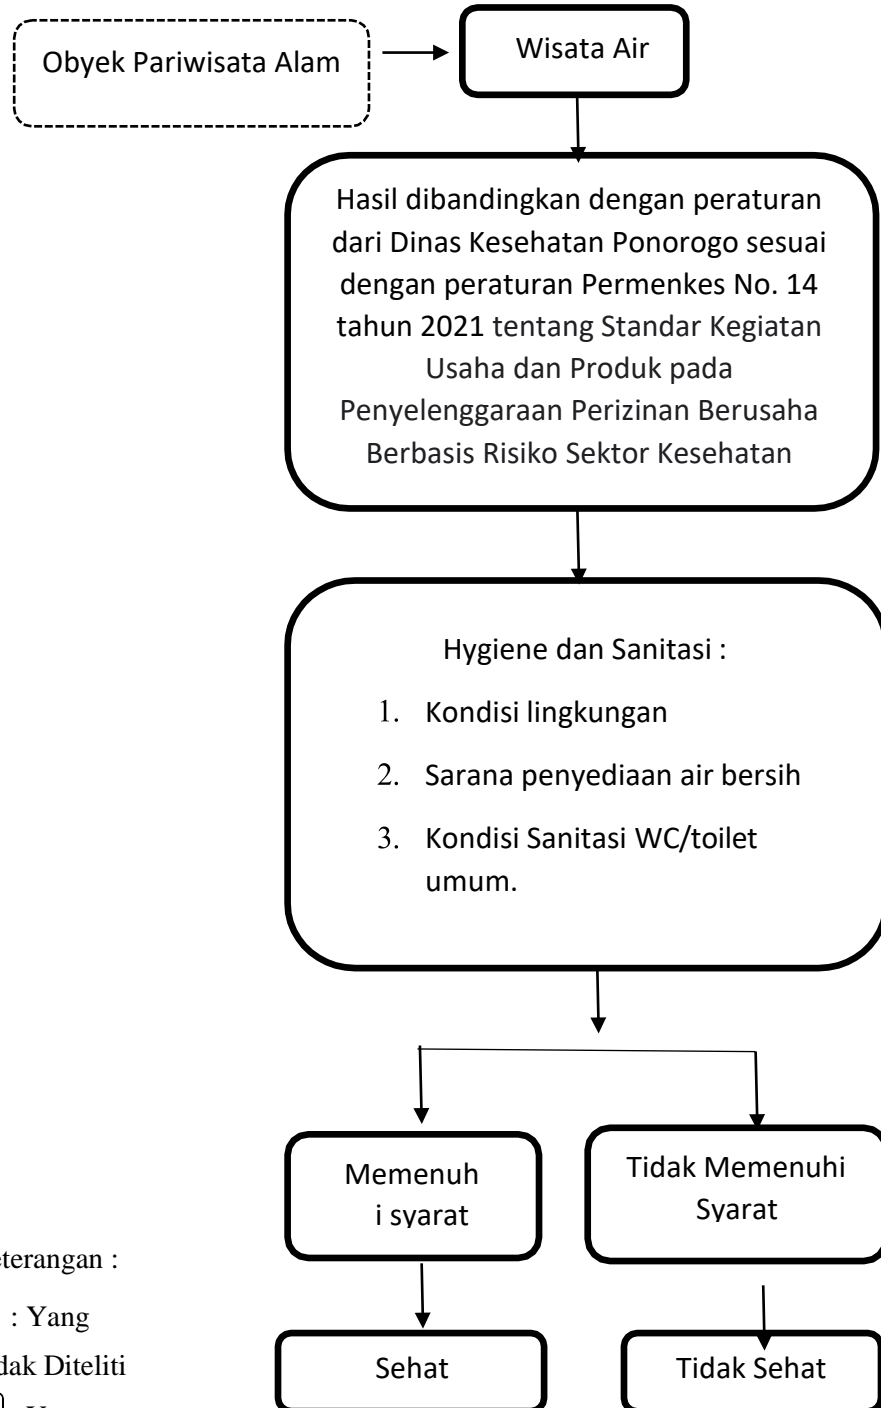 Obyek Pariwisata Alam
Wisata Air
Hasil dibandingkan dengan peraturan
dari Dinas Kesehatan Ponorogo sesuai
dengan peraturan Permenkes No. 14
tahun 2021 tentang Standar Kegiatan
Usaha dan Produk pada
Penyelenggaraan Perizinan Berusaha
Berbasis Risiko Sektor Kesehatan
Hygiene dan Sanitasi :
1. Kondisi lingkungan
2. Sarana penyediaan air bersih
3. Kondisi Sanitasi WC/toilet
umum.
Memenuh
i syarat
Tidak Memenuhi
Syarat
eterangan :
: Yang
dak Diteliti
Sehat
Tidak Sehat